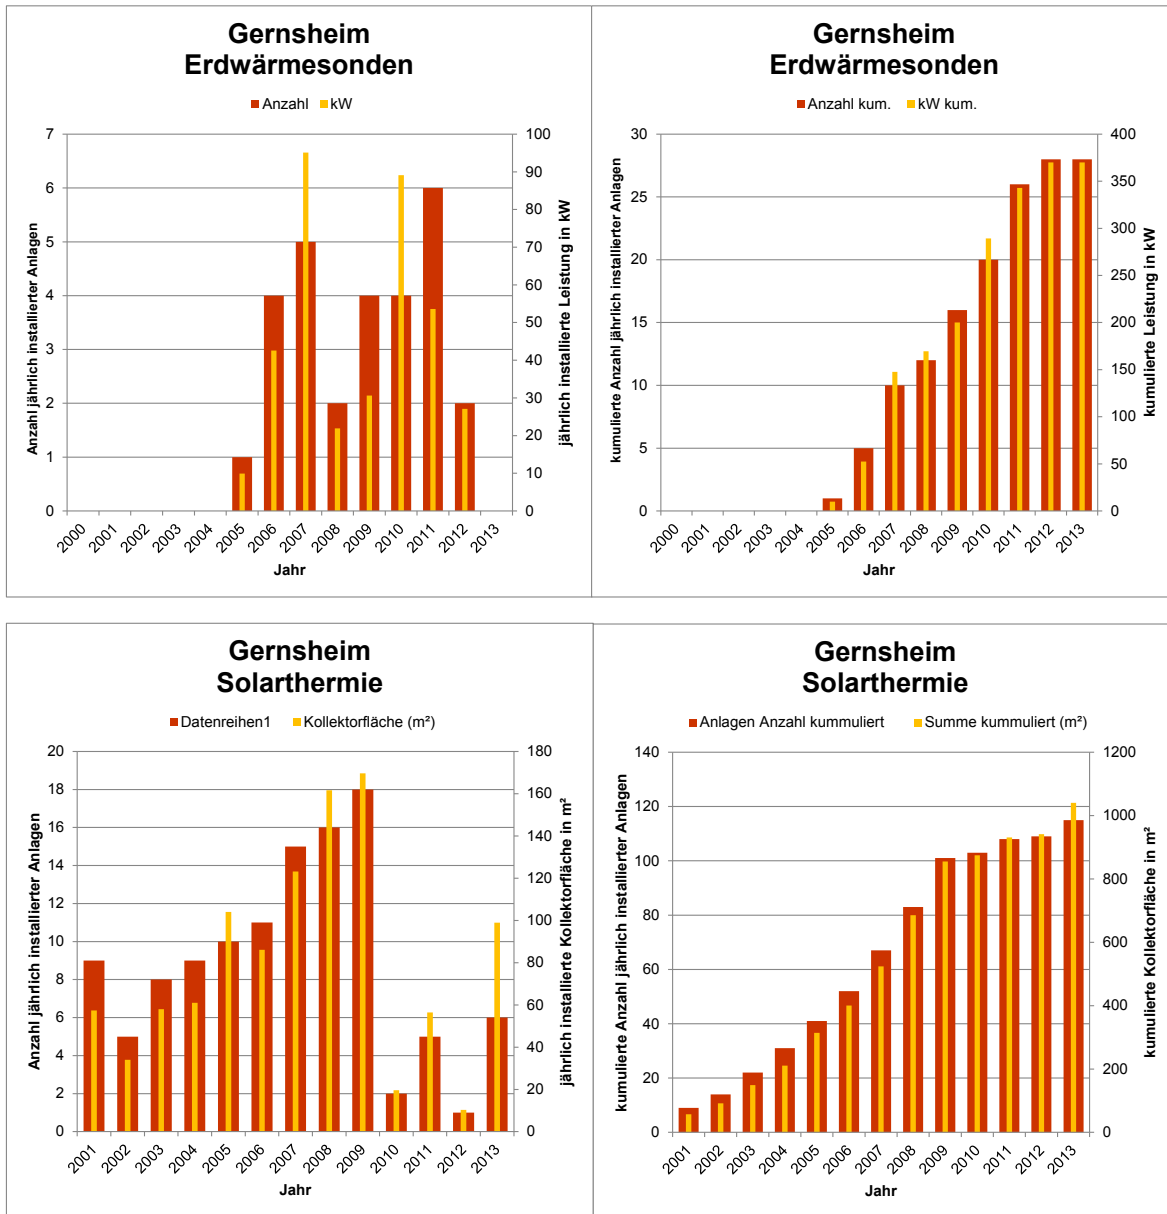 Gernsheim
Erdwärmesonden
Anzahl kW
Anzahl jährlich installierter Anlagen
7
6
5
4
3
2
1
0
100
90
80
70
60
50
40
30
20
10
0
jährlich installierte Leistung in kW
2000 2001 2002 2003 2004 2005 2006 2007 2008 2009 2010 2011 2012 2013
Jahr
Gernsheim
Erdwärmesonden
Anzahl kum. kW kum.
kumulierte Anzahl jährlich installierter Anlagen
30
25
20
15
10
5
0
400
350
300
250
200
150
100
50
0
kumulierte Leistung in kW
2000 2001 2002 2003 2004 2005 2006 2007 2008 2009 2010 2011 2012 2013
Jahr
Gernsheim
Solarthermie
Datenreihen1 Kollektorfläche (m²)
Anzahl jährlich installierter Anlagen
20
18
16
14
12
10
8
6
4
2
0
180
160
140
120
100
80
60
40
20
0
jährlich installierte Kollektorfläche in m²
2001 2002 2003 2004 2005 2006 2007 2008 2009 2010 2011 2012 2013
Jahr
Gernsheim
Solarthermie
Anlagen Anzahl kummuliert Summe kummuliert (m²)
kumulierte Anzahl jährlich installierter Anlagen
140
120
100
80
60
40
20
0
1200
1000
800
600
400
200
0
kumulierte Kollektorfläche in m²
2001 2002 2003 2004 2005 2006 2007 2008 2009 2010 2011 2012 2013
Jahr